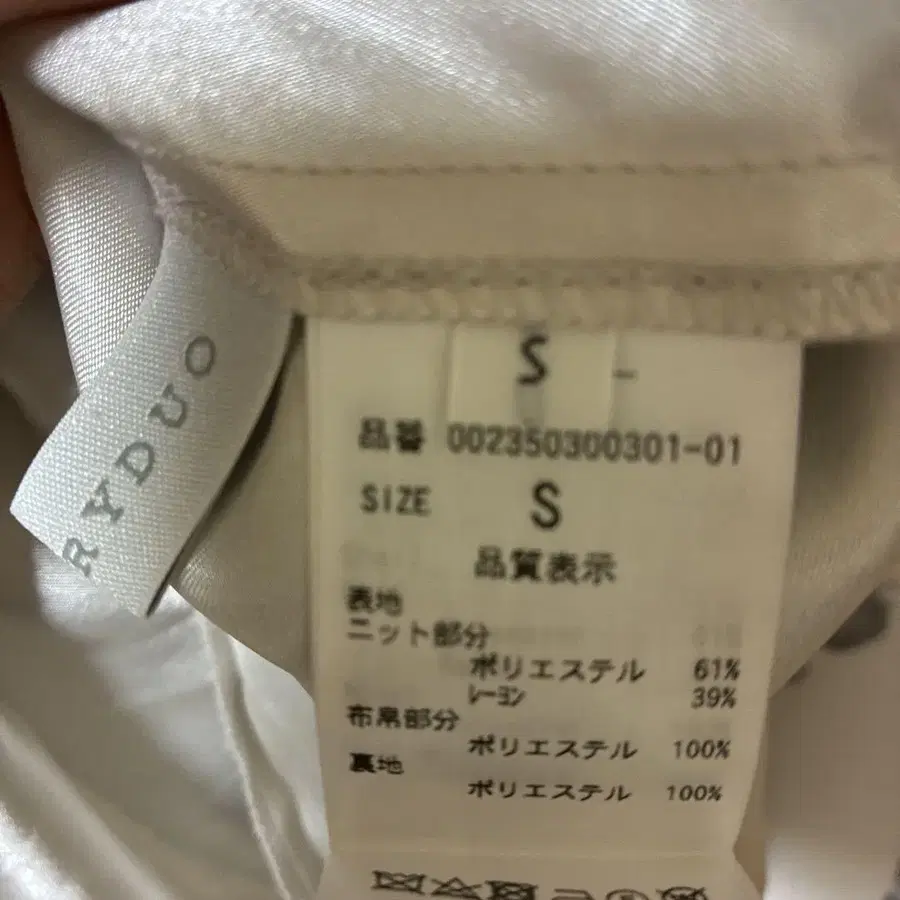 RYDUO
S -
品番 002350300301-01
SIZE S
品質表示
表地
ニット部分
ポリエステル 61%
レーヨン 39%
布帛部分
ポリエステル 100%
裏地
ポリエステル 100%